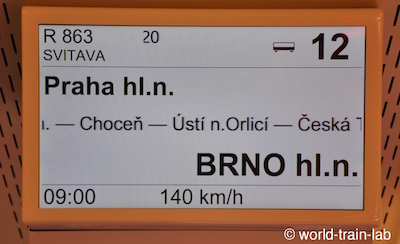 R 863 20 12
SVITAVA
Praha hl.n.
. — Choceň — Ústí n.Orlicí — Česká
BRNO hl.n.
09:00 140 km/h
© world-train-lab